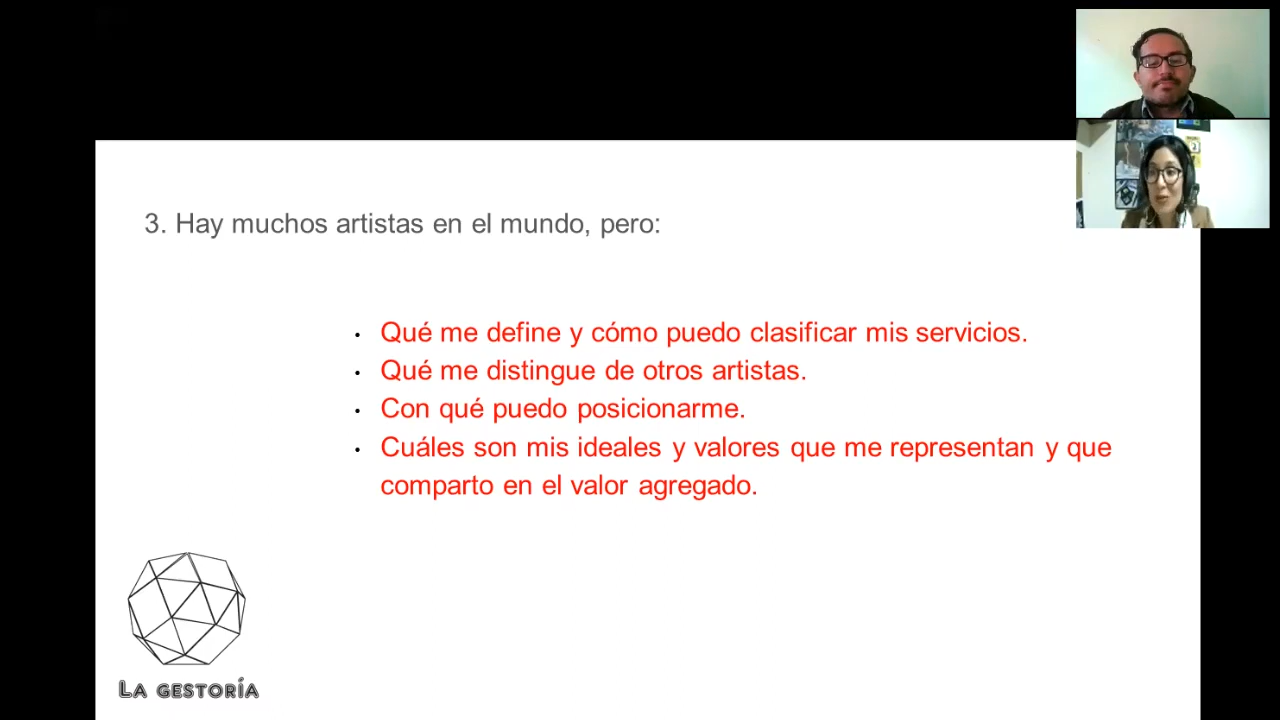 3. Hay muchos artistas en el mundo, pero:
• Qué me define y cómo puedo clasificar mis servicios.
• Qué me distingue de otros artistas.
• Con qué puedo posicionarme.
• Cuáles son mis ideales y valores que me representan y que
comparto en el valor agregado.
LA GESTORÍA